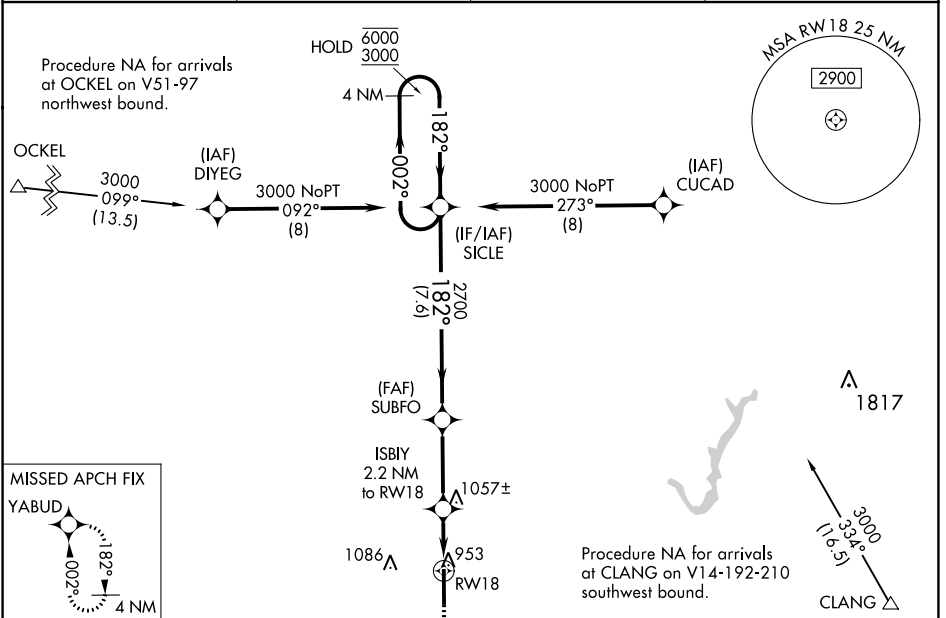 Procedure NA for arrivals
at OCKEL on V51-97
northwest bound.
HOLD 6000
3000
4 NM
182°
002°
MSA RW18 25 NM
2900
OCKEL
3000
099°
(13.5)
(IAF)
DIYEG
3000 NoPT
092°
(8)
(IF/IAF)
SICLE
3000 NoPT
273°
(8)
(IAF)
CUCAD
2700
182°
(7.6)
(FAF)
SUBFO
1817
ISBIY
2.2 NM
to RW18
1057±
1086
953
RW18
MISSED APCH FIX
YABUD
182°
002°
4 NM
Procedure NA for arrivals
at CLANG on V14-192-210
southwest bound.
3000
334°
(16.5)
CLANG